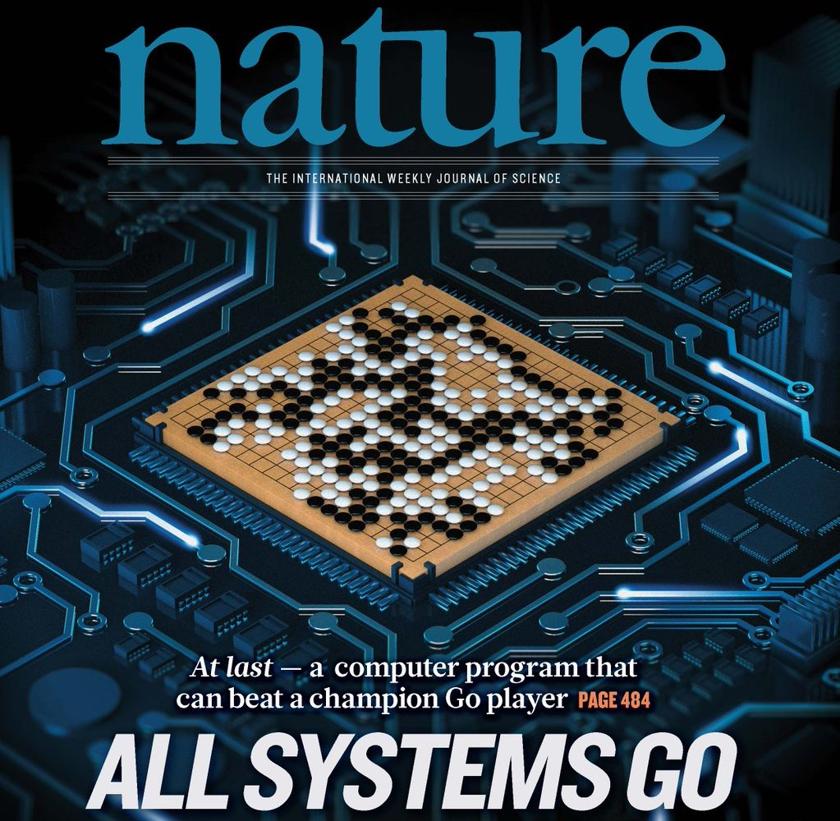 nature
THE INTERNATIONAL WEEKLY JOURNAL OF SCIENCE
At last — a computer program that
can beat a champion Go player PAGE 484
ALL SYSTEMS GO